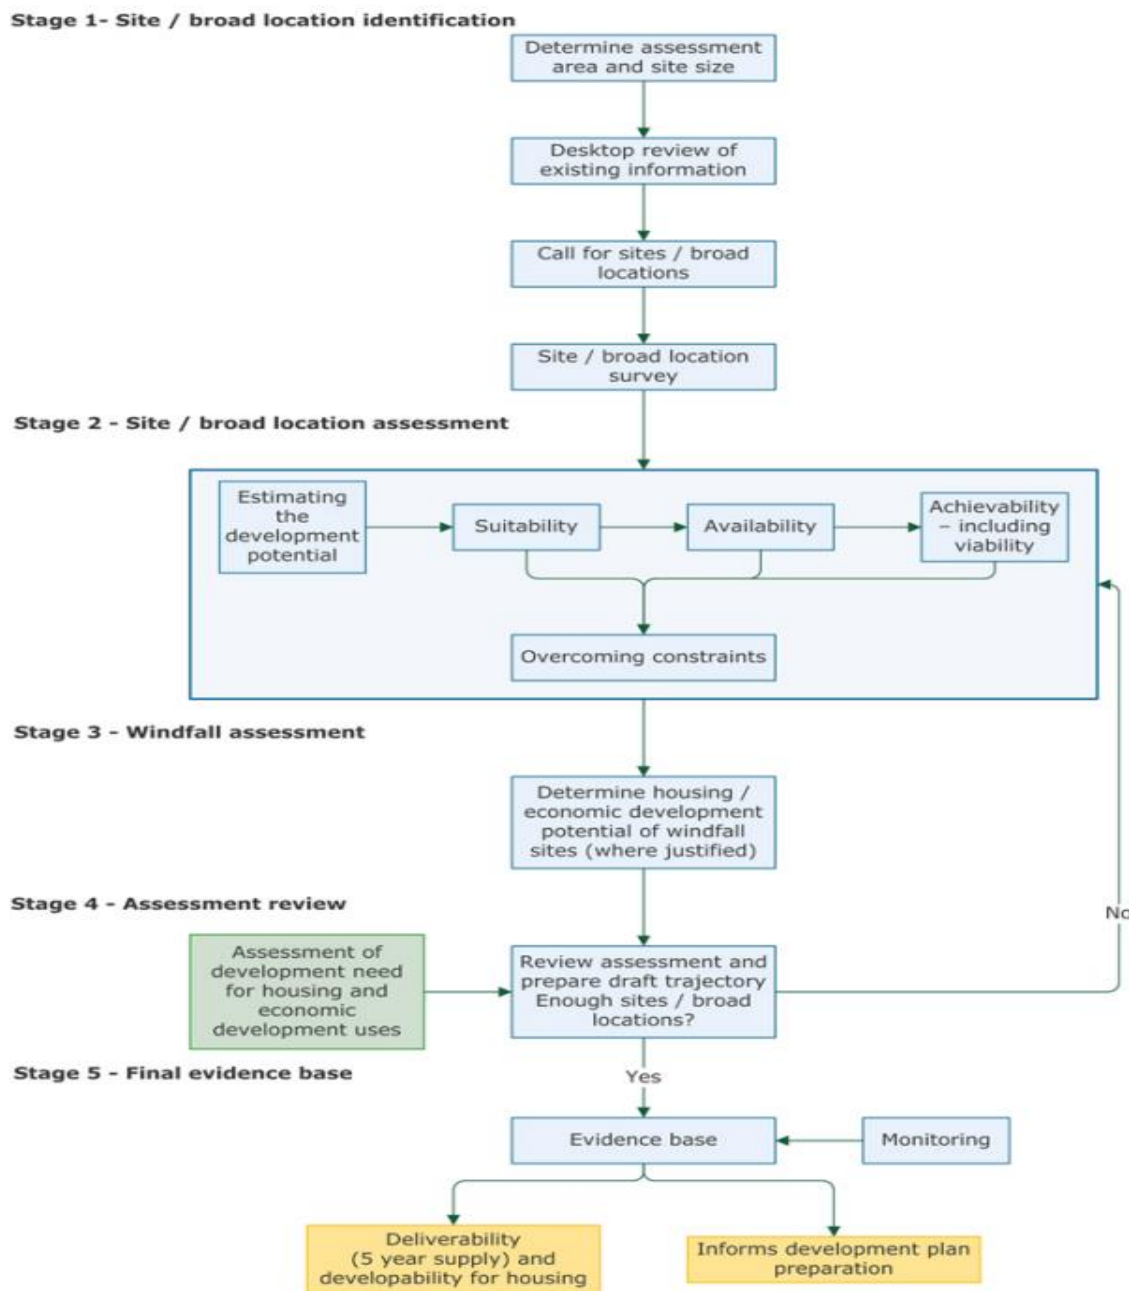 Stage 1- Site / broad location identification
Determine assessment
area and site size
Desktop review of
existing information
Call for sites / broad
locations
Site / broad location
survey
Stage 2 - Site / broad location assessment
Estimating
the
development
potential
Suitability
Availability
Achievability
– including
viability
Overcoming constraints
Stage 3 - Windfall assessment
Determine housing /
economic development
potential of windfall
sites (where justified)
Stage 4 - Assessment review
No
Assessment of
development need
for housing and
economic
development uses
Review assessment and
prepare draft trajectory
Enough sites / broad
locations?
Stage 5 - Final evidence base
Yes
Evidence base
Monitoring
Deliverability
(5 year supply) and
developability for housing
Informs development plan
preparation